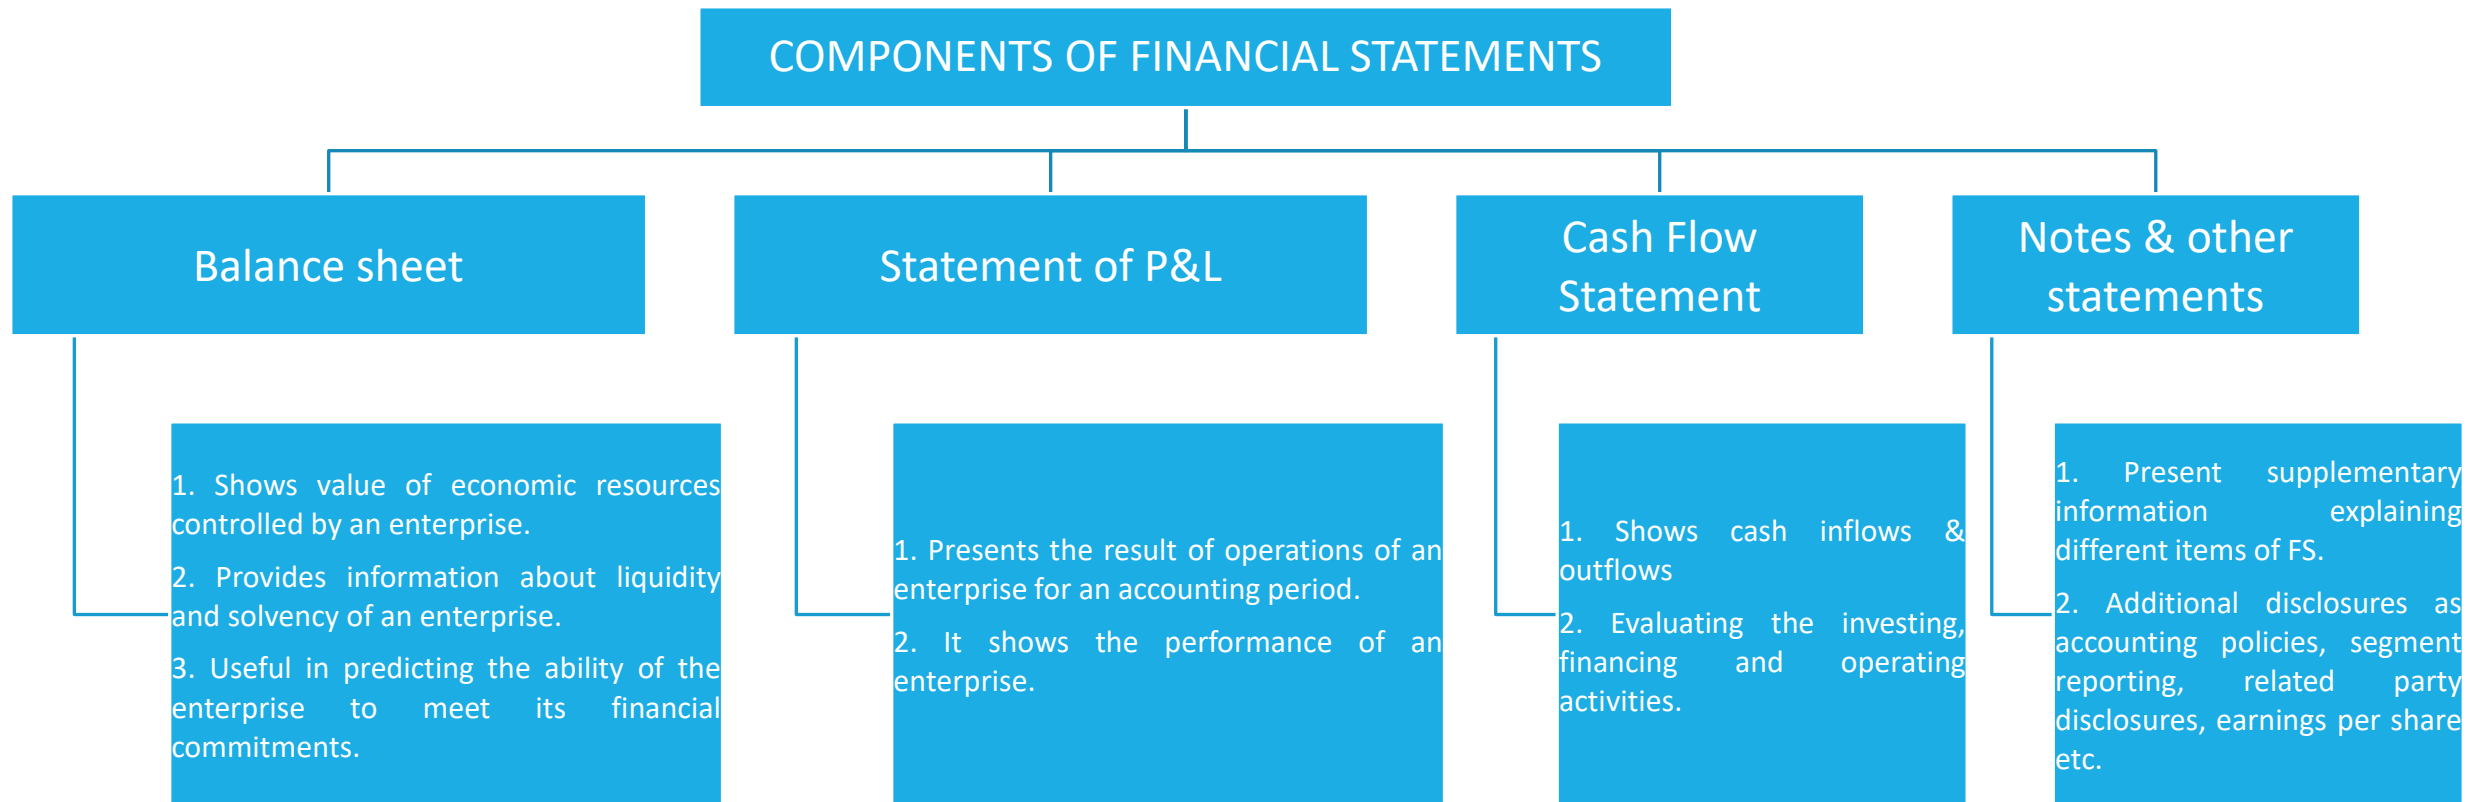 COMPONENTS OF FINANCIAL STATEMENTS
Balance sheet
1. Shows value of economic resources
controlled by an enterprise.
2. Provides information about liquidity
and solvency of an enterprise.
3. Useful in predicting the ability of the
enterprise to meet its financial
commitments.
Statement of P&L
1. Presents the result of operations of an
enterprise for an accounting period.
2. It shows the performance of an
enterprise.
Cash Flow
Statement
1. Shows cash inflows &
outflows
2. Evaluating the investing,
financing and operating
activities.
Notes & other
statements
1. Present supplementary
information explaining
different items of FS.
2. Additional disclosures as
accounting policies, segment
reporting, related party
disclosures, earnings per share
etc.